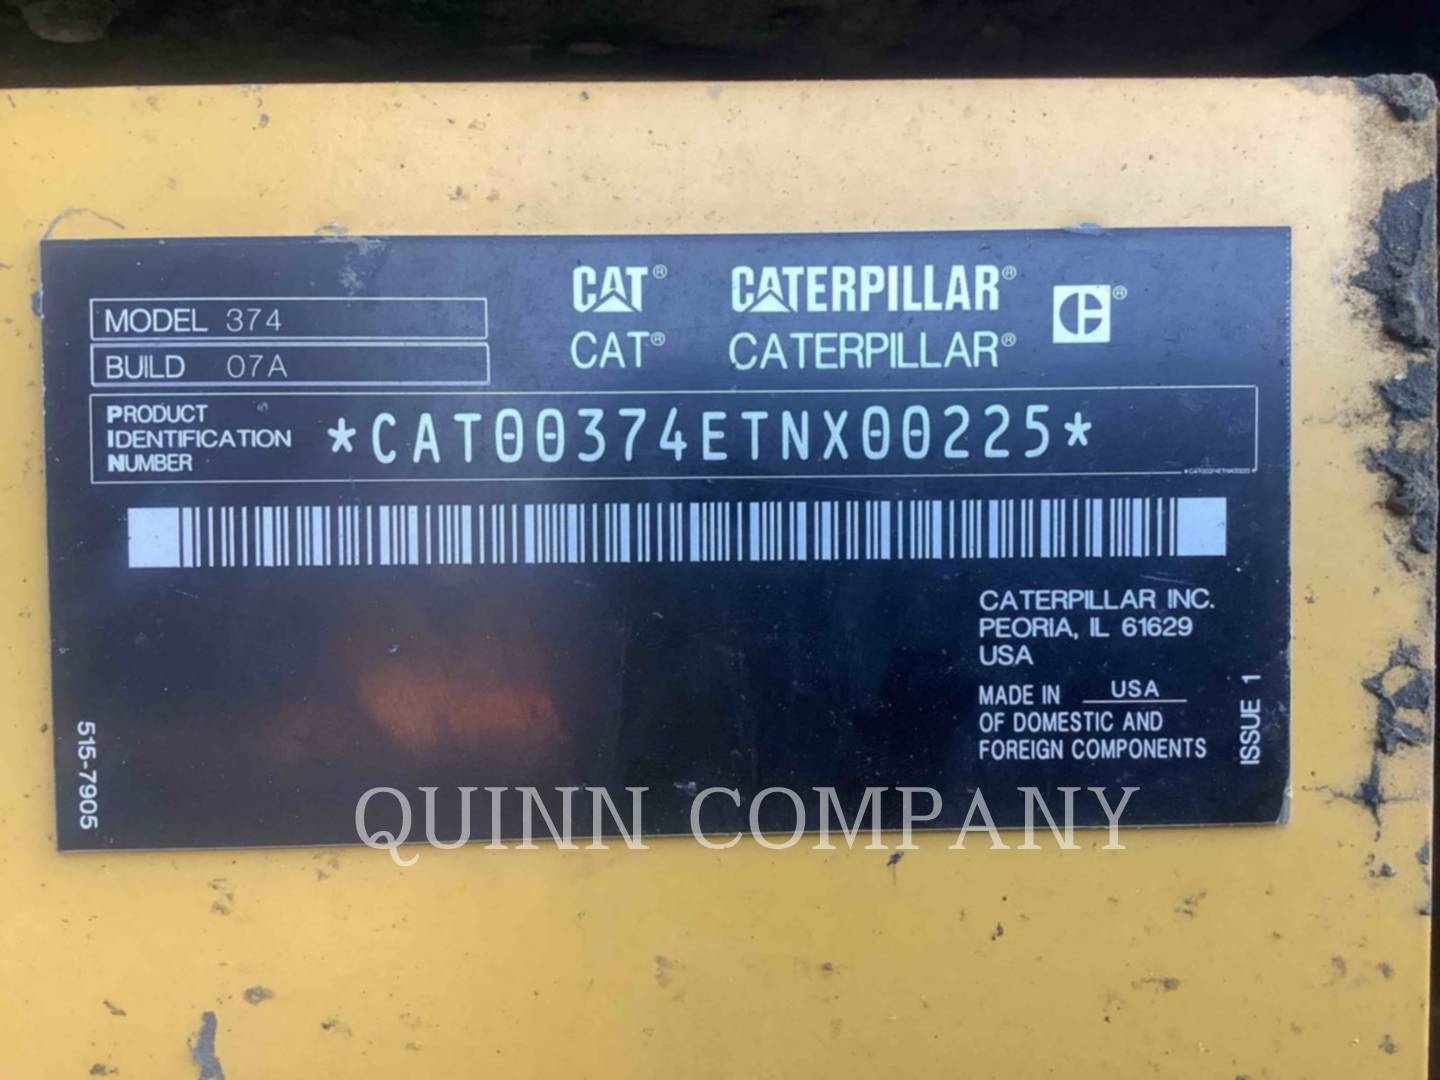 CAT® CATERPILLAR®
CAT® CATERPILLAR®
MODEL 374
BUILD 07A
PRODUCT
IDENTIFICATION
NUMBER
*CAT00374ETNX00225*
*CAT00374ETNX00225*
CATERPILLAR INC.
PEORIA, IL 61629
USA
MADE IN USA
OF DOMESTIC AND
FOREIGN COMPONENTS
ISSUE 1
515-7905
QUINN COMPANY